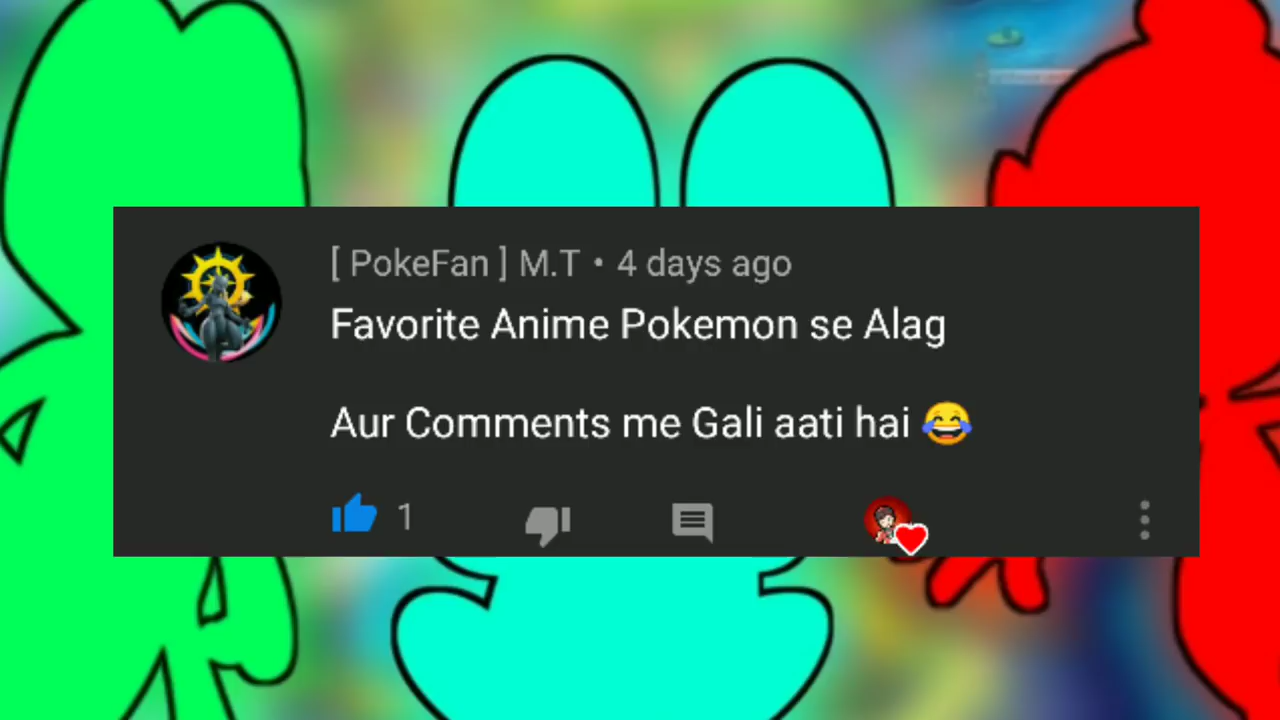 [ PokeFan ] M.T • 4 days ago
Favorite Anime Pokemon se Alag
Aur Comments me Gali aati hai 😂
1